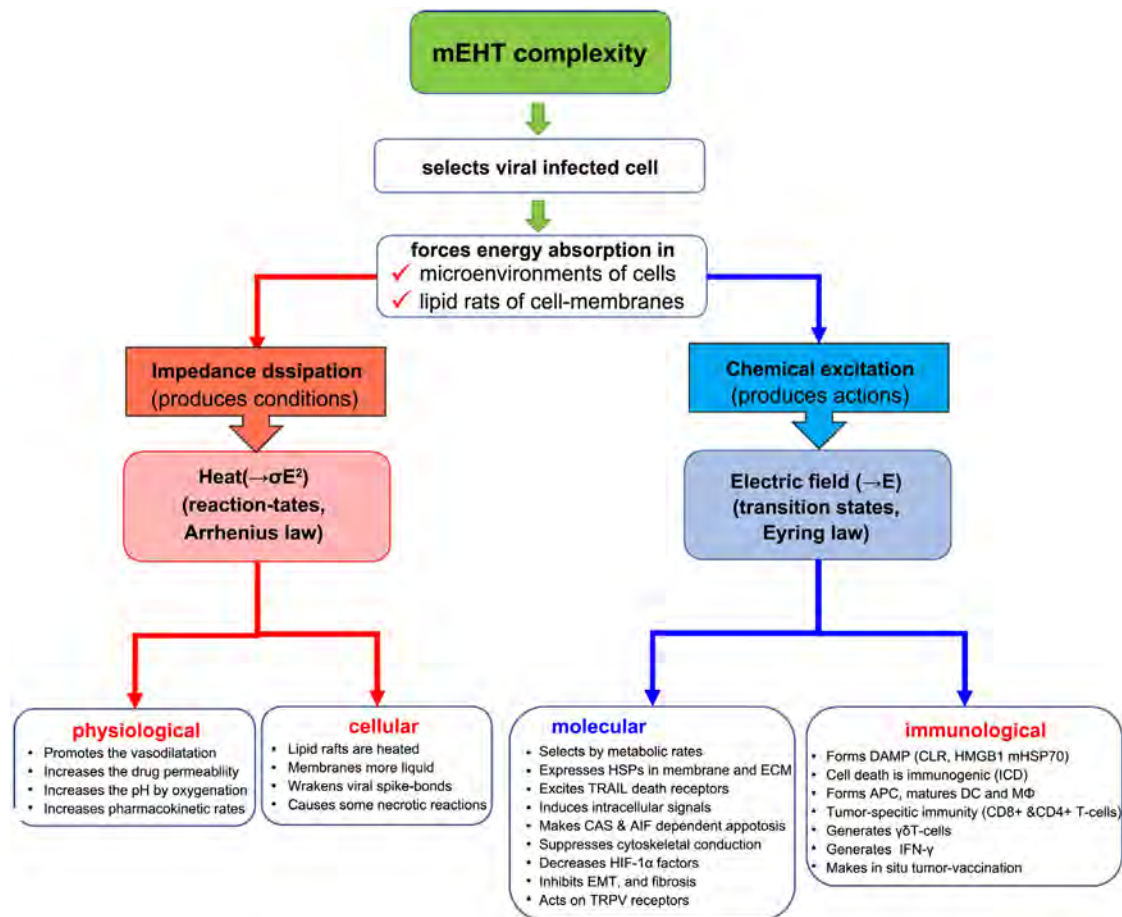 mEHT complexity
selects viral infected cell
forces energy absorption in
✓ microenvironments of cells
✓ lipid rats of cell-membranes
Impedance dssipation
(produces conditions)
Chemical excitation
(produces actions)
Heat(→σE²)
(reaction-tates,
Arrhenius law)
Electric field (→E)
(transition states,
Eyring law)
physiological
• Promotes the vasodilatation
• Increases the drug permeability
• Increases the pH by oxygenation
• Increases pharmacokinetic rates
cellular
• Lipid rafts are heated
• Membranes more liquid
• Wrakens viral spike-bonds
• Causes some necrotic reactions
molecular
• Selects by metabolic rates
• Expresses HSPs in membrane and ECM
• Excites TRAIL death receptors
• Induces intracellular signals
• Makes CAS & AIF dependent appotosis
• Suppresses cytoskeletal conduction
• Decreases HIF-1α factors
• Inhibits EMT, and fibrosis
• Acts on TRPV receptors
immunological
• Forms DAMP (CLR, HMGB1 mHSP70)
• Cell death is immunogenic (ICD)
• Forms APC, matures DC and MΦ
• Tumor-specitic immunity (CD8+ &CD4+ T-cells)
• Generates γδT-cells
• Generates IFN-γ
• Makes in situ tumor-vaccination